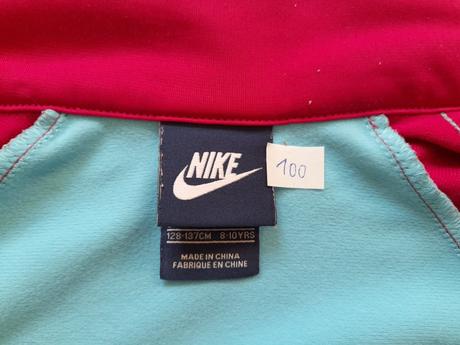 NIKE
100
128-137CM 8-10YRS
MADE IN CHINA
FABRIQUE EN CHINE